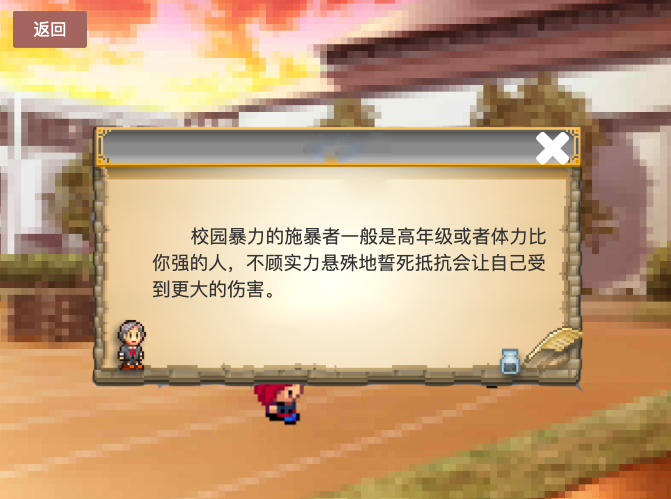 返回
校园暴力的施暴者一般是高年级或者体力比
你强的人，不顾实力悬殊地誓死抵抗会让自己受
到更大的伤害。